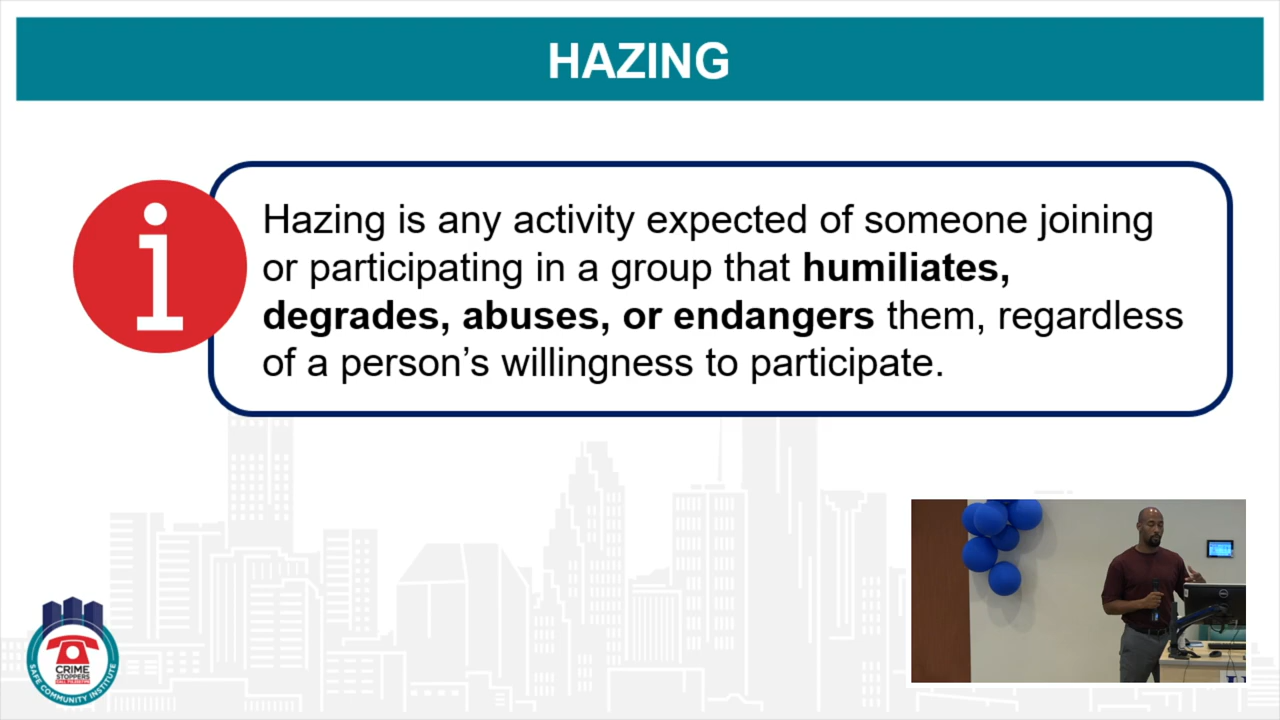 HAZING
i
Hazing is any activity expected of someone joining
or participating in a group that humiliates,
degrades, abuses, or endangers them, regardless
of a person's willingness to participate.
CRIME
STOPPERS
SAFE COMMUNITY INSTITUTE
DELL